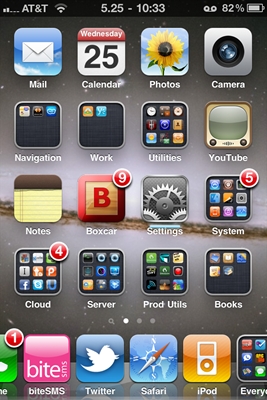 AT&T 5.25 - 10:33 82%
Wednesday
25
Mail Calendar Photos Camera
Navigation Work Utilities YouTube
9 5
B
Notes Boxcar Settings System
4
Cloud Server Prod Utils Books
1
bite sms
biteSMS Twitter Safari iPod Every